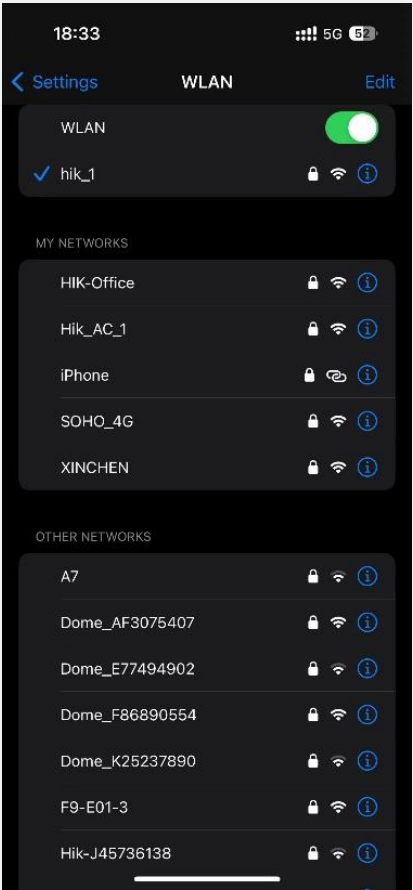 18:33 5G 52
Settings WLAN Edit
WLAN
hik_1
MY NETWORKS
HIK-Office
Hik_AC_1
iPhone
SOHO_4G
XINCHEN
OTHER NETWORKS
A7
Dome_AF3075407
Dome_E77494902
Dome_F86890554
Dome_K25237890
F9-E01-3
Hik-J45736138